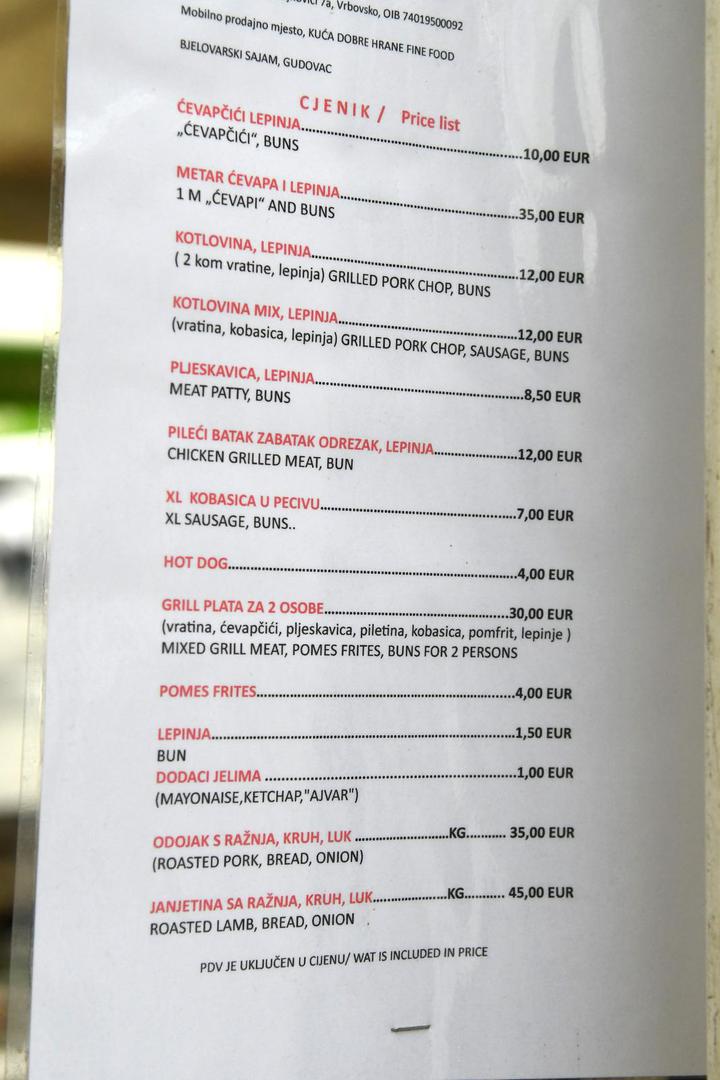 7a, Vrbovsko, OIB 74019500092
Mobilno prodajno mjesto, KUĆA DOBRE HRANE FINE FOOD
BJELOVARSKI SAJAM, GUDOVAC
CJENIK / Price list
ĆEVAPČIĆI LEPINJA..........10,00 EUR
„ĆEVAPČIĆI“, BUNS
METAR ĆEVAPA I LEPINJA..........35,00 EUR
1 M „ĆEVAPI“ AND BUNS
KOTLOVINA, LEPINJA..........12,00 EUR
( 2 kom vratine, lepinja) GRILLED PORK CHOP, BUNS
KOTLOVINA MIX, LEPINJA..........12,00 EUR
(vratina, kobasica, lepinja) GRILLED PORK CHOP, SAUSAGE, BUNS
PLJESKAVICA, LEPINJA..........8,50 EUR
MEAT PATTY, BUNS
PILEĆI BATAK ZABATAK ODREZAK, LEPINJA..........12,00 EUR
CHICKEN GRILLED MEAT, BUN
XL KOBASICA U PECIVU..........7,00 EUR
XL SAUSAGE, BUNS..
HOT DOG..........4,00 EUR
GRILL PLATA ZA 2 OSOBE..........30,00 EUR
(vratina, ćevapčići, pljeskavica, piletina, kobasica, pomfrit, lepinje )
MIXED GRILL MEAT, POMES FRITES, BUNS FOR 2 PERSONS
POMES FRITES..........4,00 EUR
LEPINJA..........1,50 EUR
BUN
DODACI JELIMA ..........1,00 EUR
(MAYONAISE,KETCHAP,"AJVAR")
ODOJAK S RAŽNJA, KRUH, LUK ..........KG.......... 35,00 EUR
(ROASTED PORK, BREAD, ONION)
JANJETINA SA RAŽNJA, KRUH, LUK..........KG.......... 45,00 EUR
ROASTED LAMB, BREAD, ONION
PDV JE UKLJUČEN U CIJENU/ WAT IS INCLUDED IN PRICE